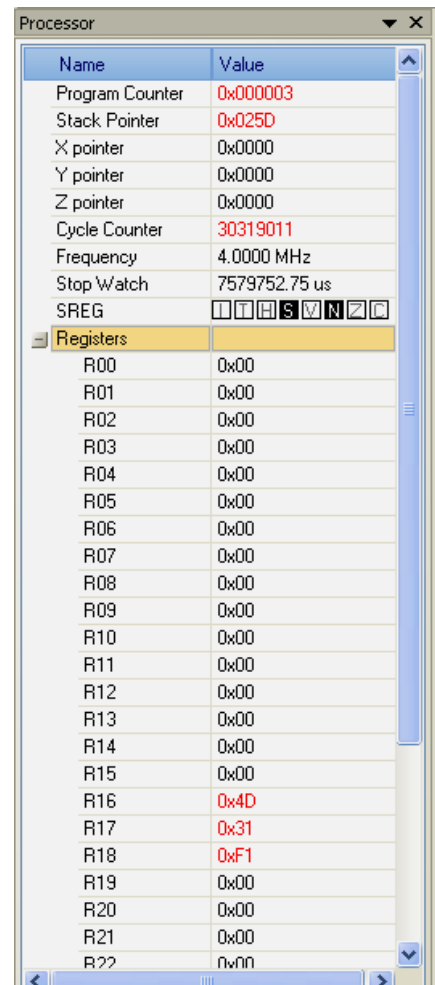 Processor
Name Value
Program Counter 0x000003
Stack Pointer 0x025D
X pointer 0x0000
Y pointer 0x0000
Z pointer 0x0000
Cycle Counter 30319011
Frequency 4.0000 MHz
Stop Watch 7579752.75 us
SREG I T H S V N Z C
Registers
R00 0x00
R01 0x00
R02 0x00
R03 0x00
R04 0x00
R05 0x00
R06 0x00
R07 0x00
R08 0x00
R09 0x00
R10 0x00
R11 0x00
R12 0x00
R13 0x00
R14 0x00
R15 0x00
R16 0x4D
R17 0x31
R18 0xF1
R19 0x00
R20 0x00
R21 0x00
R22 0x00